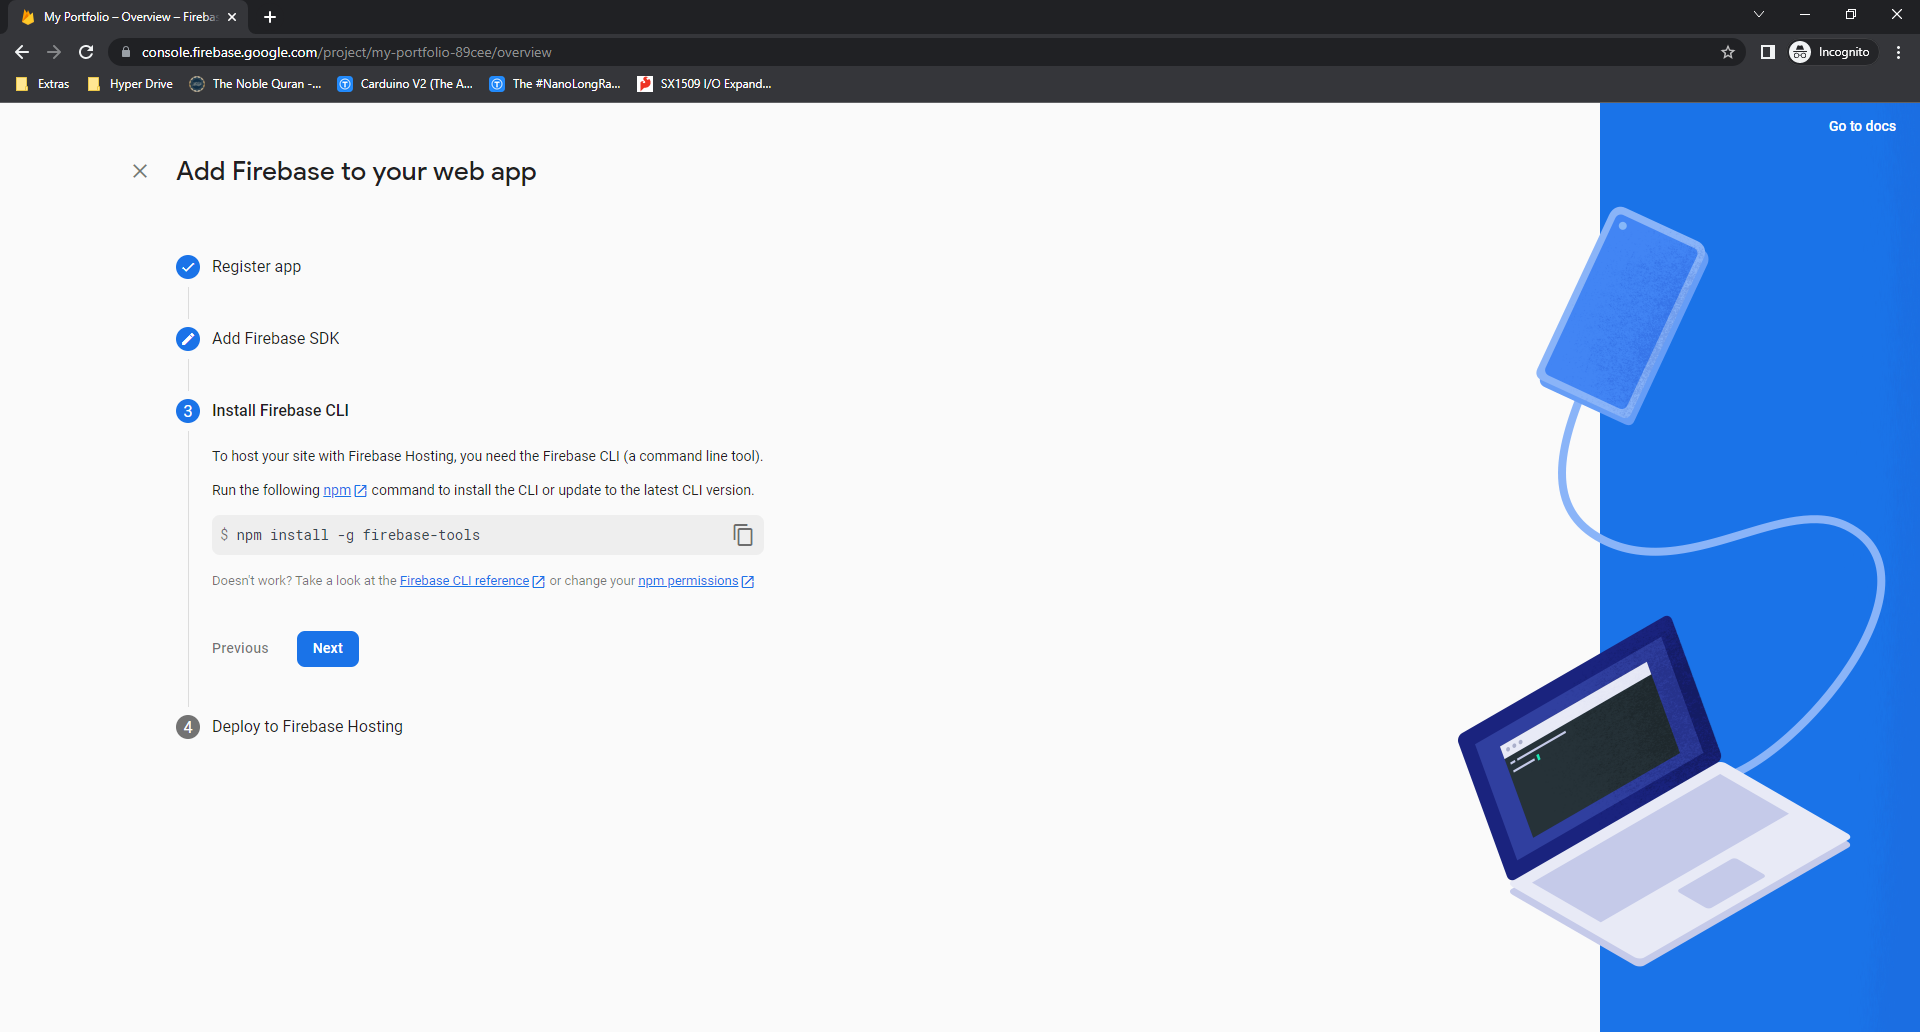 My Portfolio – Overview – Fireba
console.firebase.google.com/project/my-portfolio-89cee/overview
Incognito
Extras
Hyper Drive
The Noble Quran -...
Carduino V2 (The A...
The #NanoLongRa...
SX1509 I/O Expand...
Go to docs
Add Firebase to your web app
Register app
Add Firebase SDK
3 Install Firebase CLI
To host your site with Firebase Hosting, you need the Firebase CLI (a command line tool).
Run the following npm command to install the CLI or update to the latest CLI version.
$ npm install -g firebase-tools
Doesn't work? Take a look at the Firebase CLI reference or change your npm permissions
Previous
Next
4 Deploy to Firebase Hosting